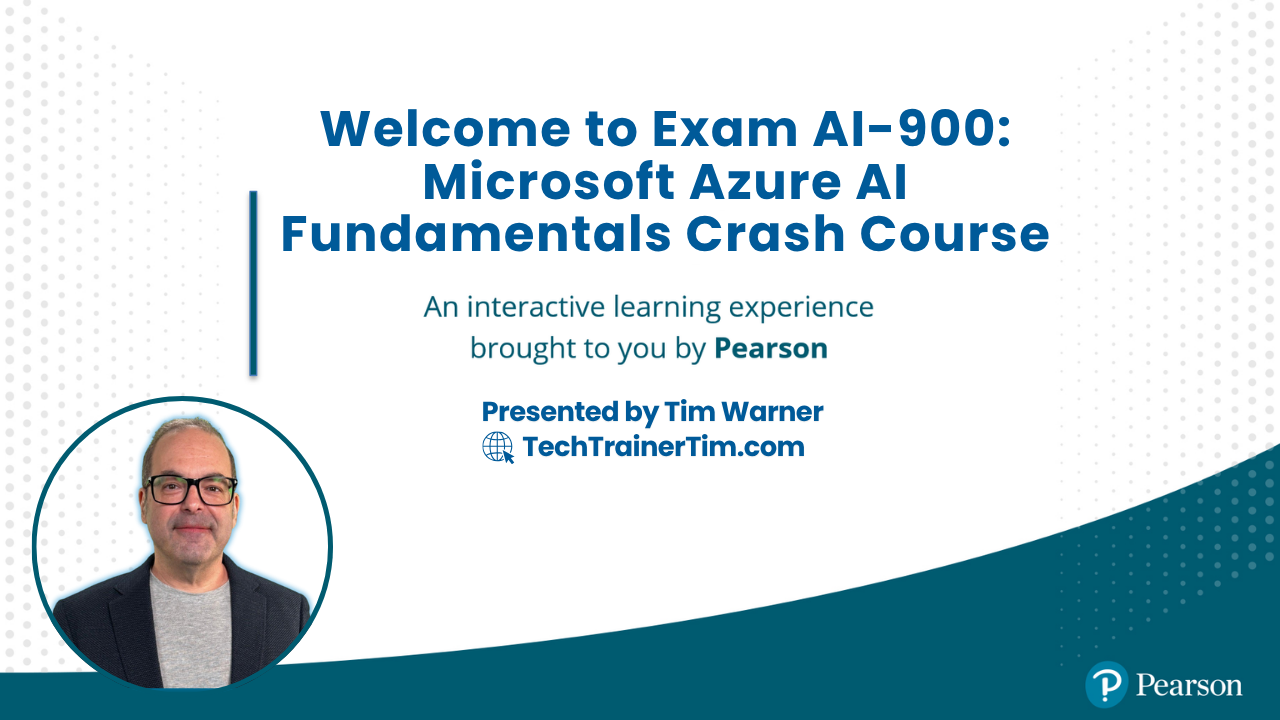 Welcome to Exam AI-900:
Microsoft Azure AI
Fundamentals Crash Course
An interactive learning experience
brought to you by Pearson
Presented by Tim Warner
TechTrainerTim.com
Pearson